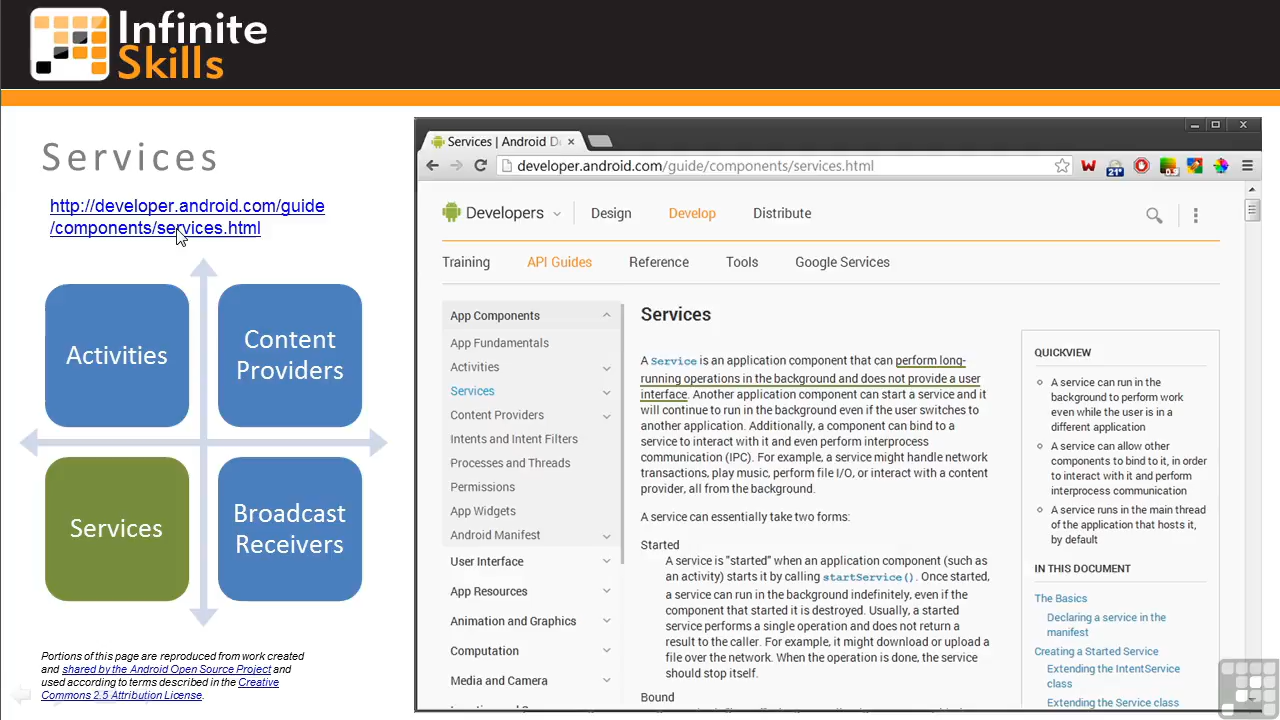 Infinite
Skills
Services
http://developer.android.com/guide
/components/services.html
Activities
Content
Providers
Services
Broadcast
Receivers
Portions of this page are reproduced from work created
and shared by the Android Open Source Project and
used according to terms described in the Creative
Commons 2.5 Attribution License.
Services | Android D
developer.android.com/guide/components/services.html
21°
Developers
Design
Develop
Distribute
Training
API Guides
Reference
Tools
Google Services
App Components
App Fundamentals
Activities
Services
Content Providers
Intents and Intent Filters
Processes and Threads
Permissions
App Widgets
Android Manifest
User Interface
App Resources
Animation and Graphics
Computation
Media and Camera
Services
A Service is an application component that can perform long-
running operations in the background and does not provide a user
interface. Another application component can start a service and it
will continue to run in the background even if the user switches to
another application. Additionally, a component can bind to a
service to interact with it and even perform interprocess
communication (IPC). For example, a service might handle network
transactions, play music, perform file I/O, or interact with a content
provider, all from the background.
A service can essentially take two forms:
Started
A service is "started" when an application component (such as
an activity) starts it by calling startService(). Once started,
a service can run in the background indefinitely, even if the
component that started it is destroyed. Usually, a started
service performs a single operation and does not return a
result to the caller. For example, it might download or upload a
file over the network. When the operation is done, the service
should stop itself.
Bound
QUICKVIEW
A service can run in the
background to perform work
even while the user is in a
different application
A service can allow other
components to bind to it, in order
to interact with it and perform
interprocess communication
A service runs in the main thread
of the application that hosts it,
by default
IN THIS DOCUMENT
The Basics
Declaring a service in the
manifest
Creating a Started Service
Extending the IntentService
class
Extending the Service class